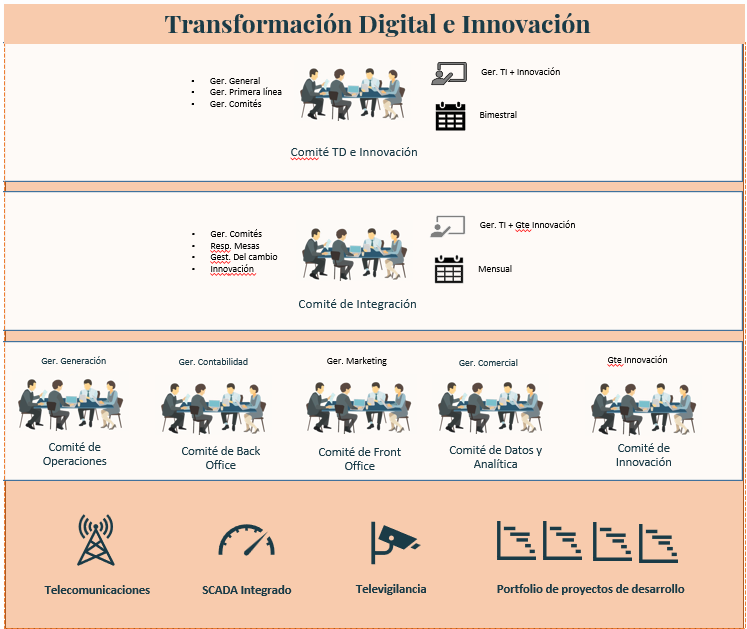 Transformación Digital e Innovación
• Ger. General
• Ger. Primera línea
• Ger. Comités
Ger. TI + Innovación
Bimestral
Comité TD e Innovación
• Ger. Comités
• Resp. Mesas
• Gest. Del cambio
• Innovación
Ger. TI + Gte Innovación
Mensual
Comité de Integración
Ger. Generación
Comité de
Operaciones
Ger. Contabilidad
Comité de Back
Office
Ger. Marketing
Comité de Front
Office
Ger. Comercial
Comité de Datos y
Analítica
Gte Innovación
Comité de
Innovación
Telecomunicaciones
SCADA Integrado
Televigilancia
Portfolio de proyectos de desarrollo